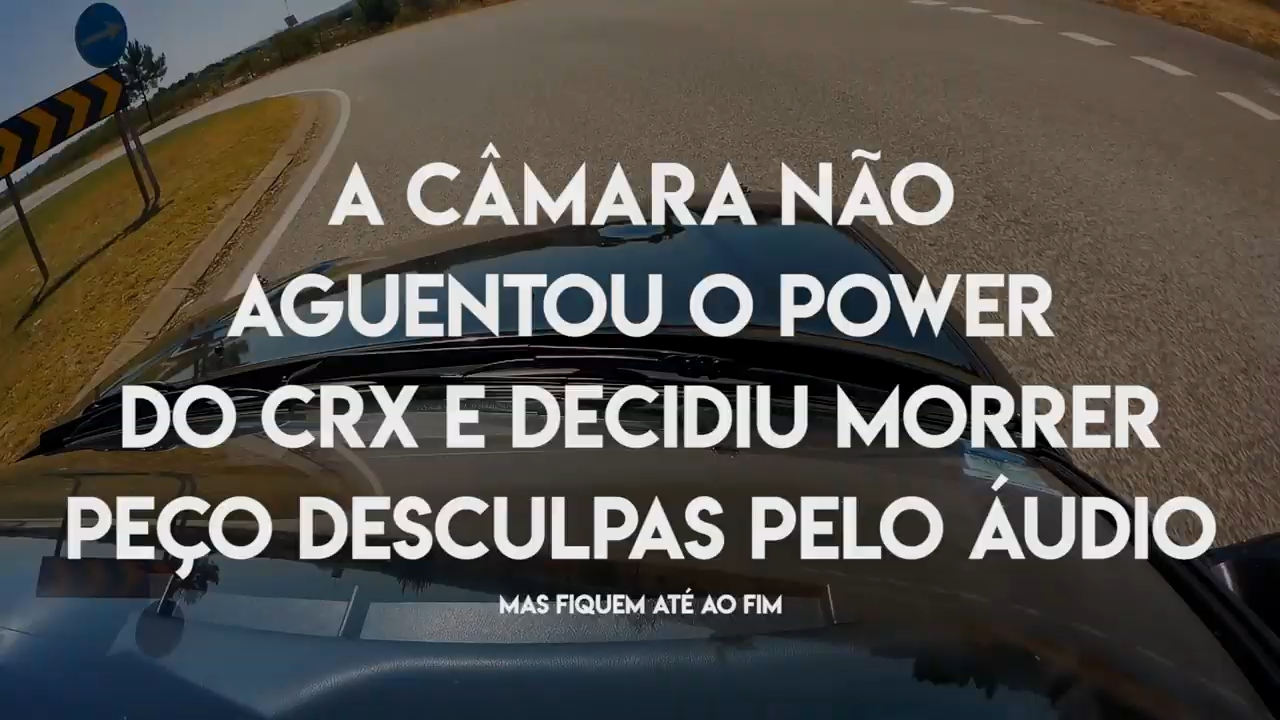 A CÂMARA NÃO
AGUENTOU O POWER
DO CRX E DECIDIU MORRER
PEÇO DESCULPAS PELO ÁUDIO
MAS FIQUEM ATÉ AO FIM